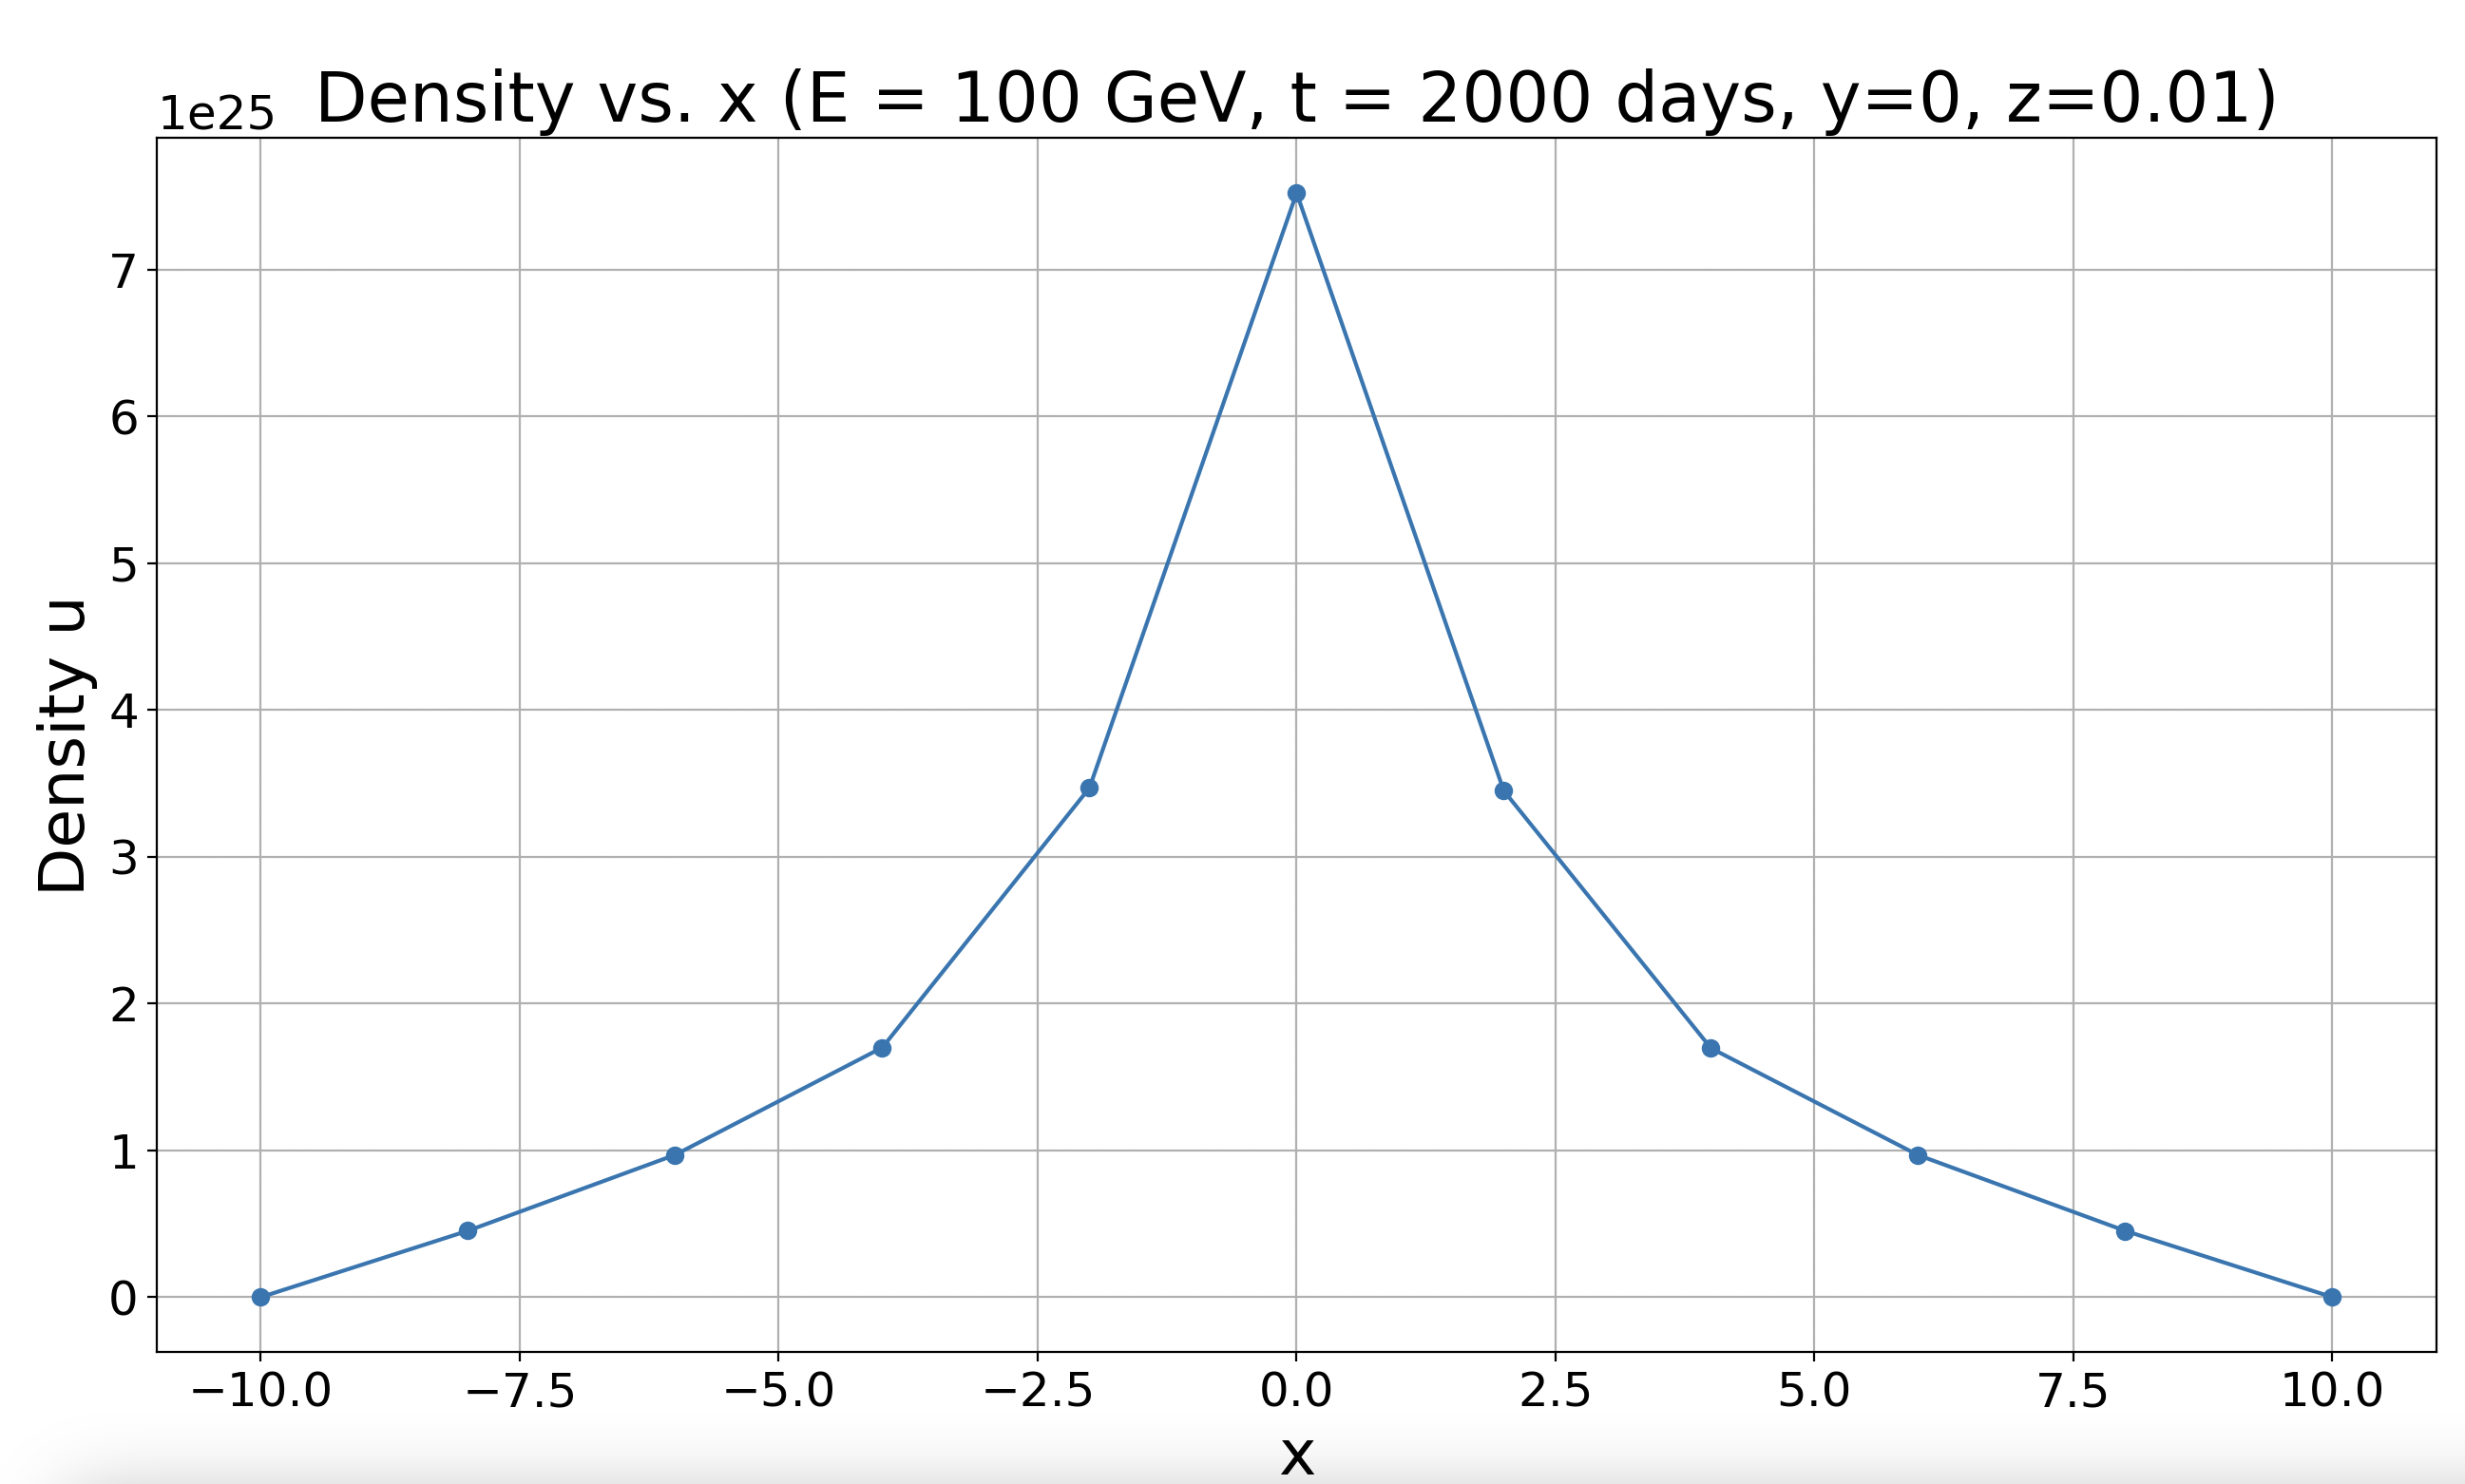 1e25
Density vs. x (E = 100 GeV, t = 2000 days, y=0, z=0.01)
Density u
7
6
5
4
3
2
1
0
−10.0 −7.5 −5.0 −2.5 0.0 2.5 5.0 7.5 10.0
x